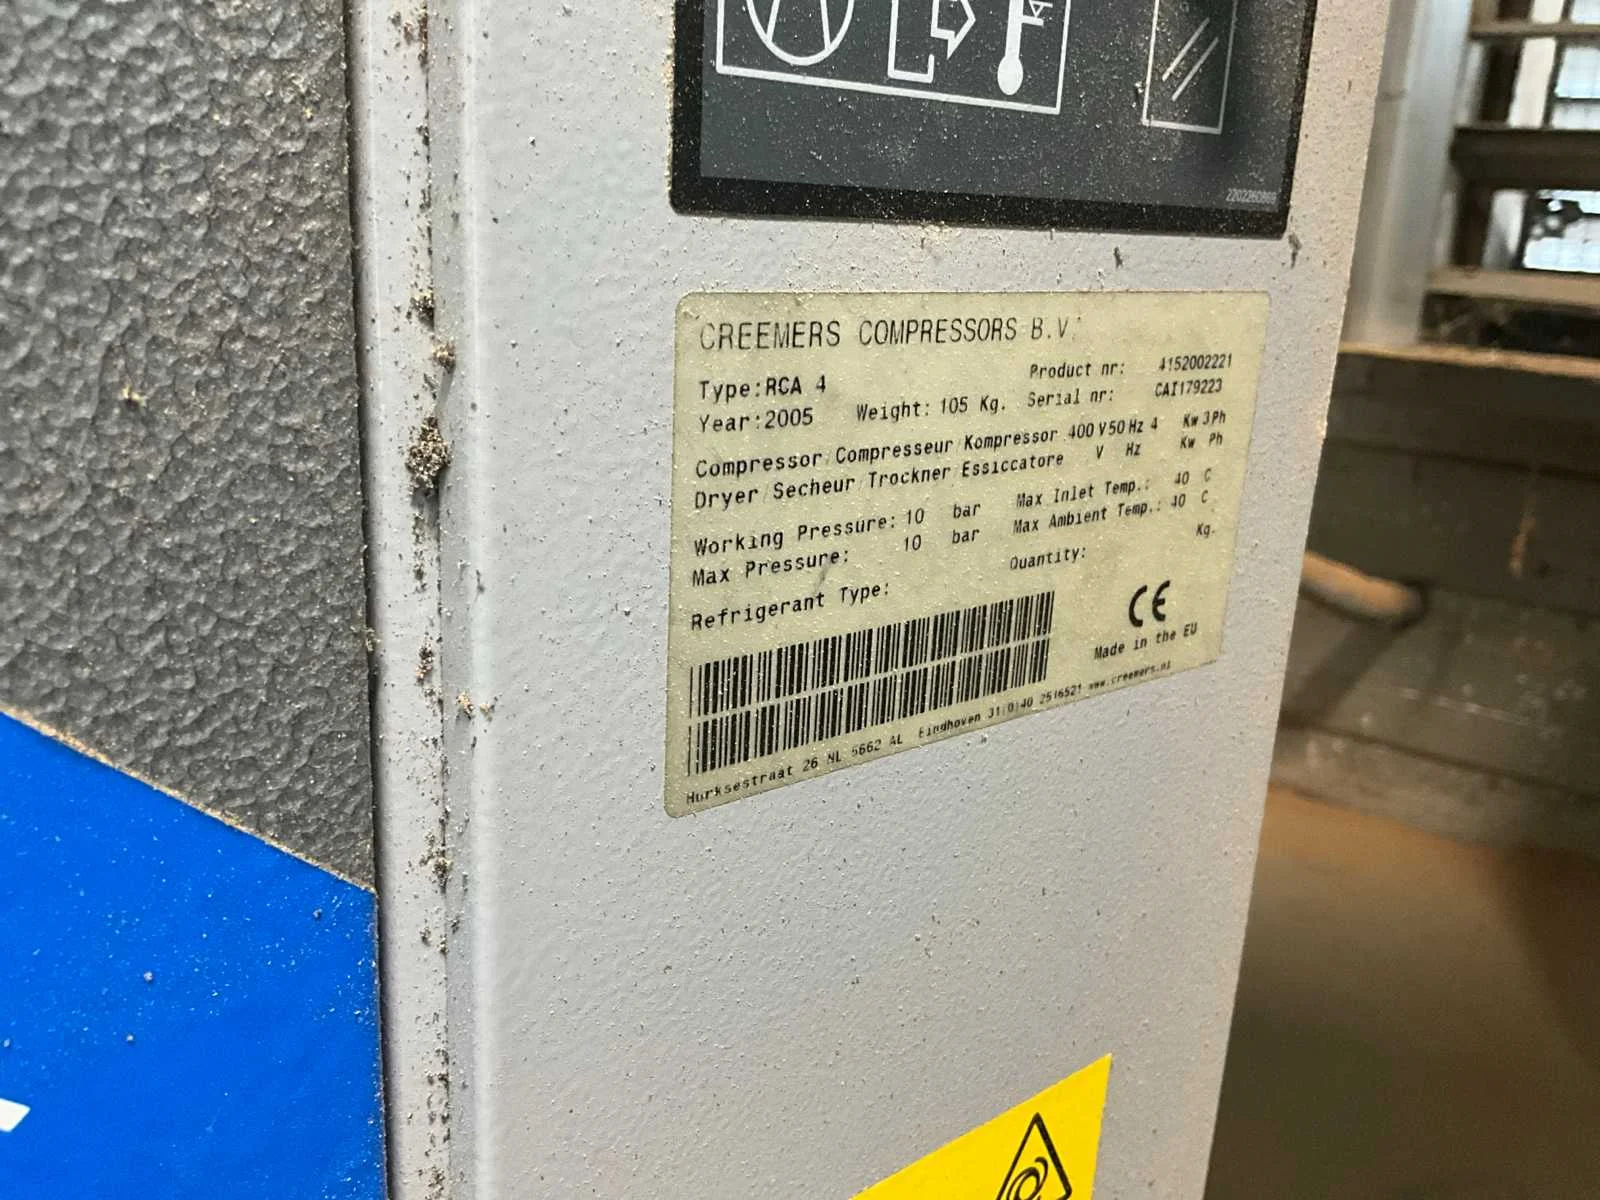 2202260869
CREEMERS COMPRESSORS B.V.
Type:RCA 4
Product nr: 4152002221
Year:2005 Weight: 105 Kg. Serial nr: CAI179223
Compressor/Compresseur/Kompressor 400 V 50 Hz 4 Kw 3Ph
Dryer/Secheur/Trockner/Essiccatore V Hz Kw Ph
Working Pressure: 10 bar Max Inlet Temp.: 40 C
Max Pressure: 10 bar Max Ambient Temp.: 40 C
Refrigerant Type: Quantity: Kg.
CE
Made in the EU
Hurksestraat 26 NL 5662 AL Eindhoven 31(0)40 2516521 www.creemers.nl